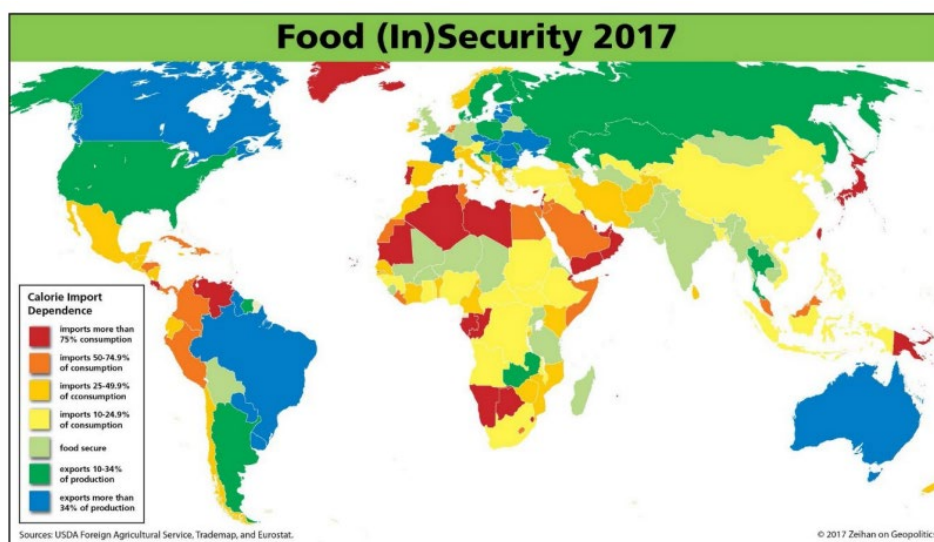 Food (In)Security 2017
Calorie Import
Dependence
imports more than
75% consumption
imports 50-74.9%
of consumption
imports 25-49.9%
of consumption
imports 10-24.9%
of consumption
food secure
exports 10-34%
of production
exports more than
34% of production
Sources: USDA Foreign Agricultural Service, Trademap, and Eurostat.
© 2017 Zeihan on Geopolitics